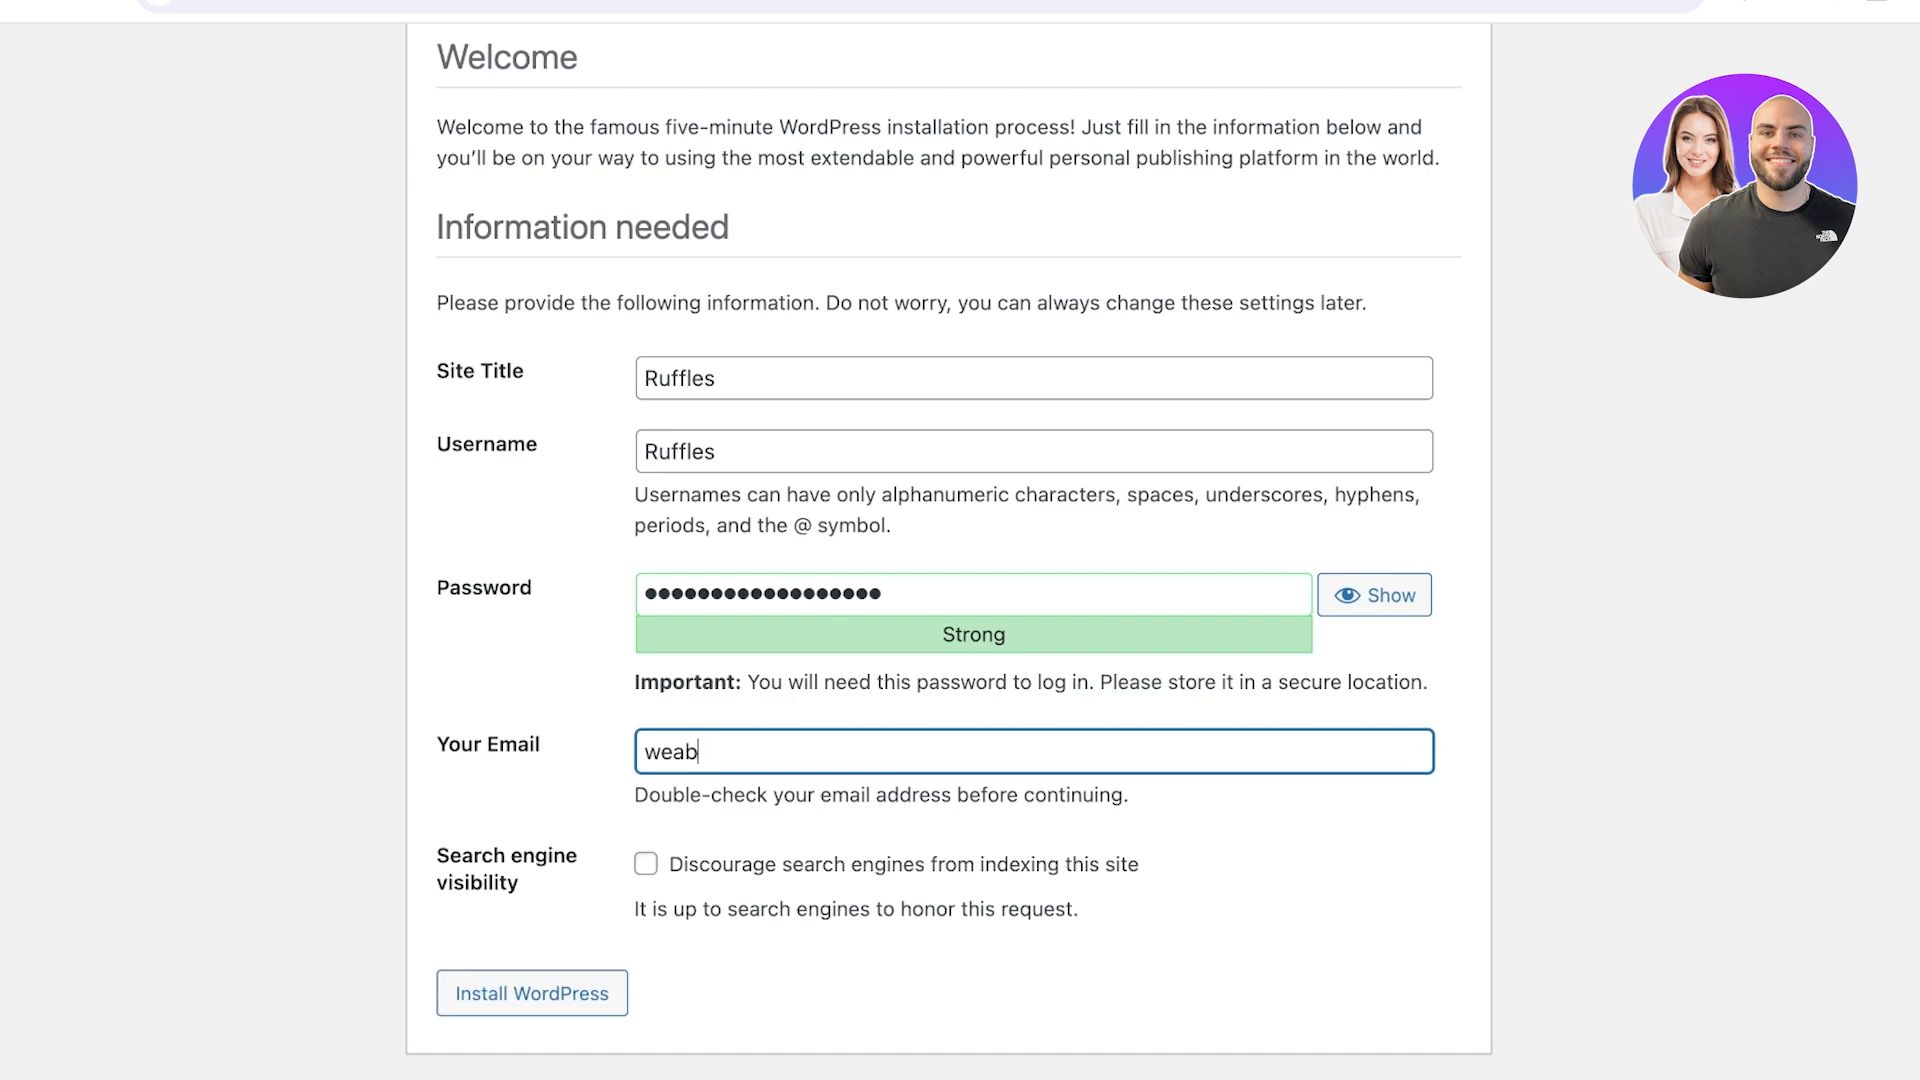 Welcome
Welcome to the famous five-minute WordPress installation process! Just fill in the information below and
you’ll be on your way to using the most extendable and powerful personal publishing platform in the world.
Information needed
Please provide the following information. Do not worry, you can always change these settings later.
Site Title
Ruffles
Username
Ruffles
Usernames can have only alphanumeric characters, spaces, underscores, hyphens,
periods, and the @ symbol.
Password
••••••••••••••••••
Show
Strong
Important: You will need this password to log in. Please store it in a secure location.
Your Email
weab
Double-check your email address before continuing.
Search engine
visibility
Discourage search engines from indexing this site
It is up to search engines to honor this request.
Install WordPress
THE
NORTH
FACE